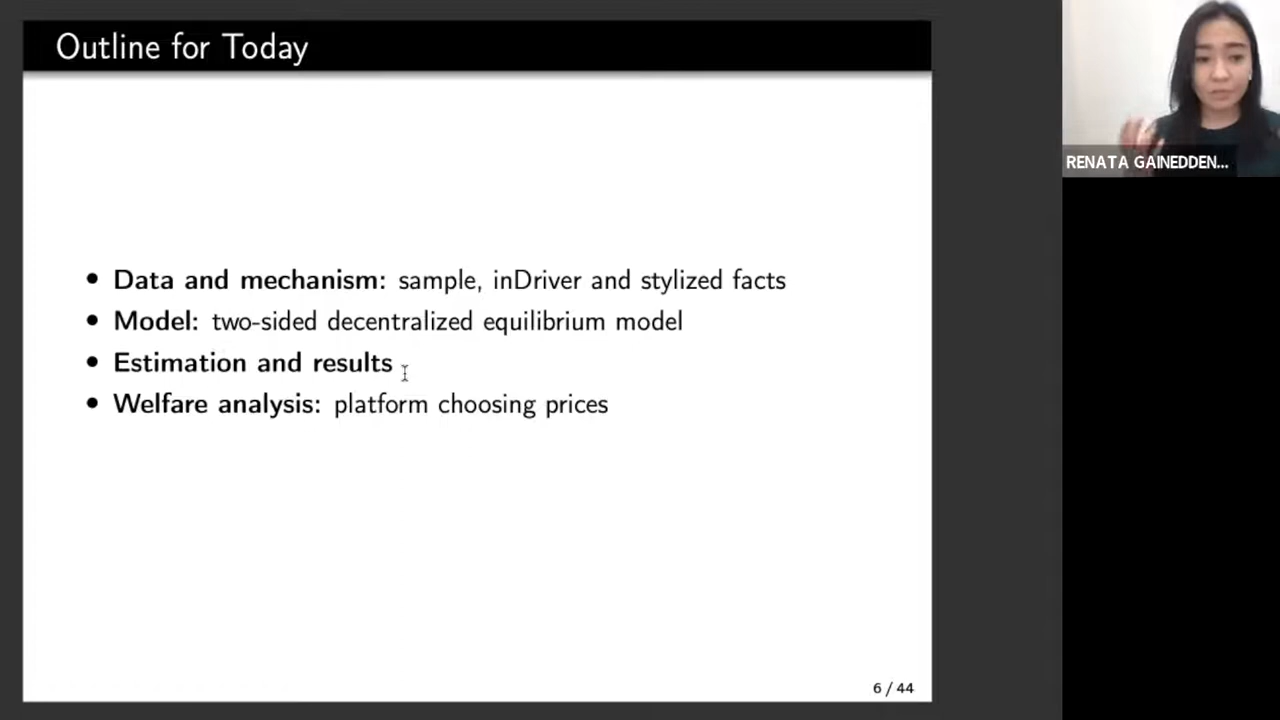 Outline for Today
• Data and mechanism: sample, inDriver and stylized facts
• Model: two-sided decentralized equilibrium model
• Estimation and results
• Welfare analysis: platform choosing prices
6 / 44
RENATA GAINEDDEN...